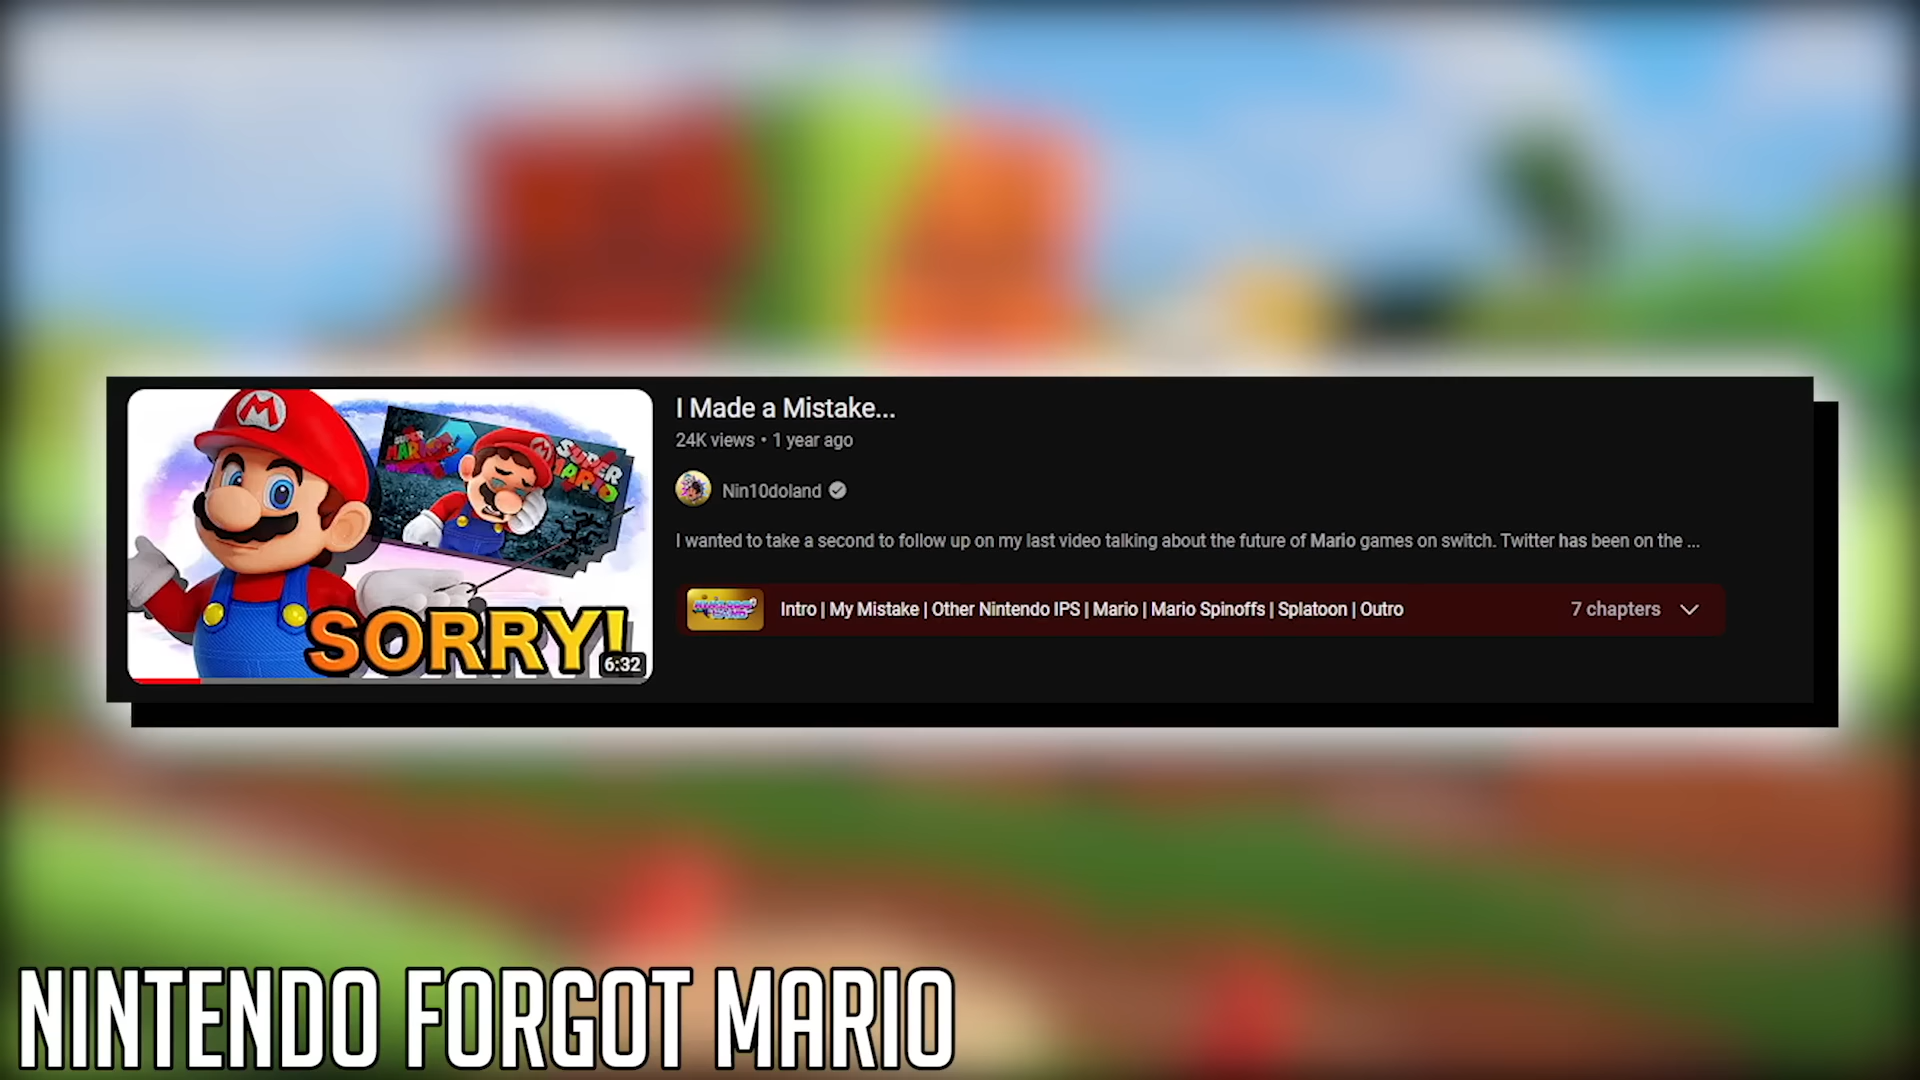 I Made a Mistake...
24K views • 1 year ago
Nin10doland
I wanted to take a second to follow up on my last video talking about the future of Mario games on switch. Twitter has been on the ...
Intro | My Mistake | Other Nintendo IPS | Mario | Mario Spinoffs | Splatoon | Outro
7 chapters
M
SUPER MARIO
SORRY!
6:32
NINTENDO FORGOT MARIO